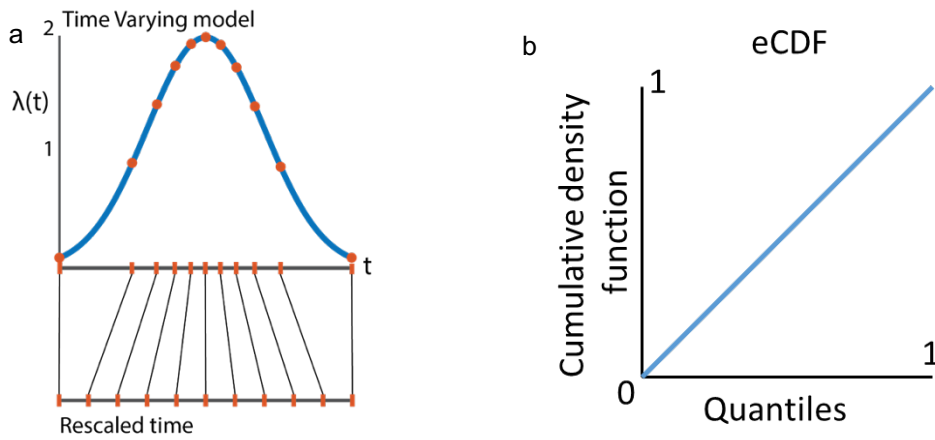 a
Time Varying model
2
λ(t)
1
t
Rescaled time
b
eCDF
1
Cumulative density
function
1
0
Quantiles